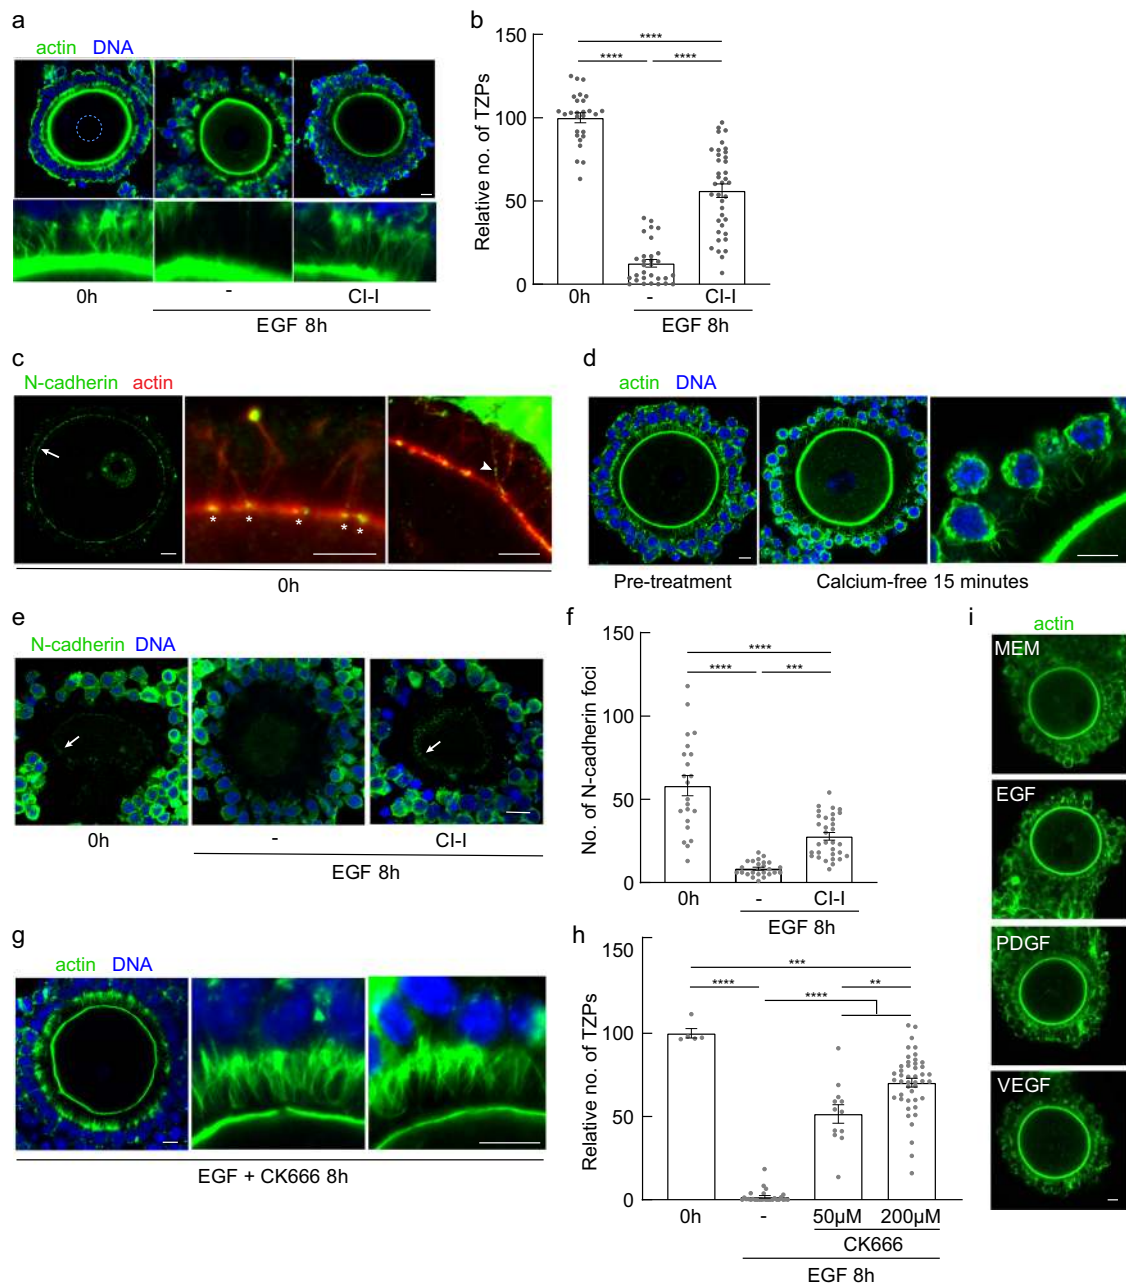 a
actin DNA
0h
-
CI-I
EGF 8h
b
Relative no. of TZPs
150
100
50
0
****
**** ****
0h
-
CI-I
EGF 8h
c
N-cadherin actin
* * * * *
0h
d
actin DNA
Pre-treatment
Calcium-free 15 minutes
e
N-cadherin DNA
0h
-
CI-I
EGF 8h
f
No. of N-cadherin foci
150
100
50
0
****
**** ***
0h
-
CI-I
EGF 8h
g
actin DNA
EGF + CK666 8h
h
Relative no. of TZPs
150
100
50
0
***
**** **
****
0h
-
50µM
200µM
CK666
EGF 8h
i
actin
MEM
EGF
PDGF
VEGF